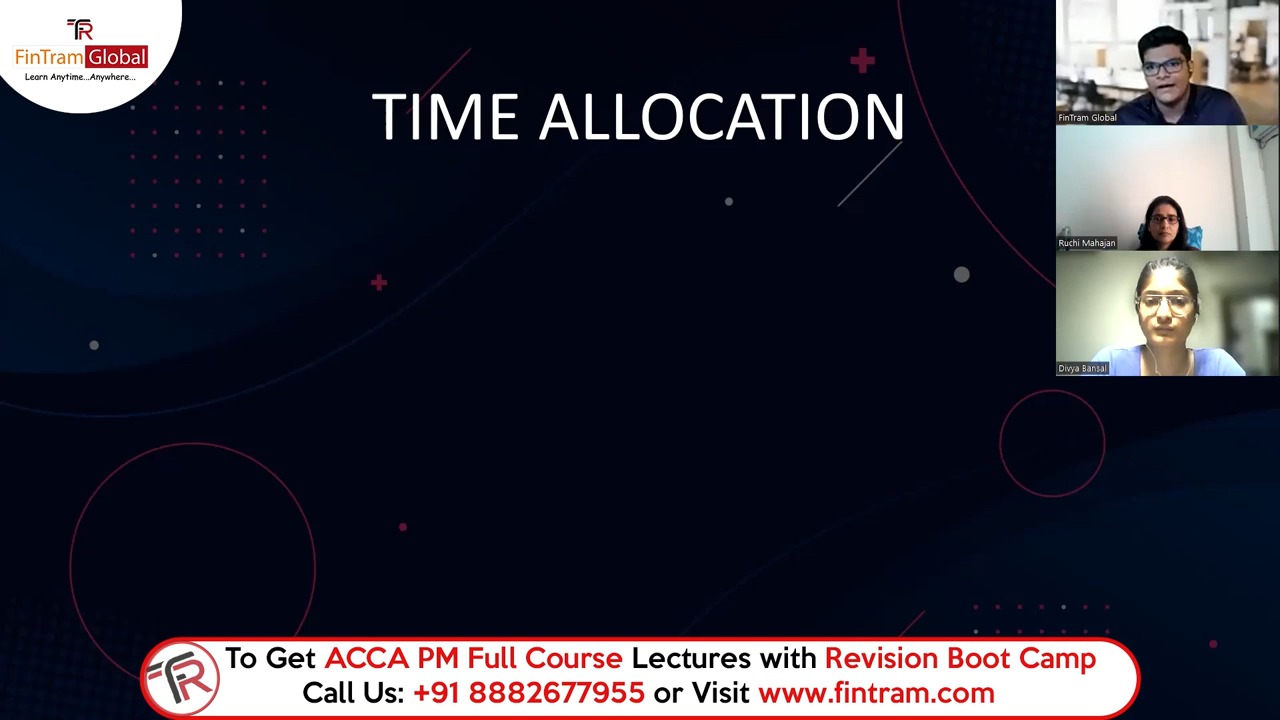 FR
FinTram Global
Learn Anytime...Anywhere...
TIME ALLOCATION
FinTram Global
Ruchi Mahajan
Divya Bansal
To Get ACCA PM Full Course Lectures with Revision Boot Camp
Call Us: +91 8882677955 or Visit www.fintram.com